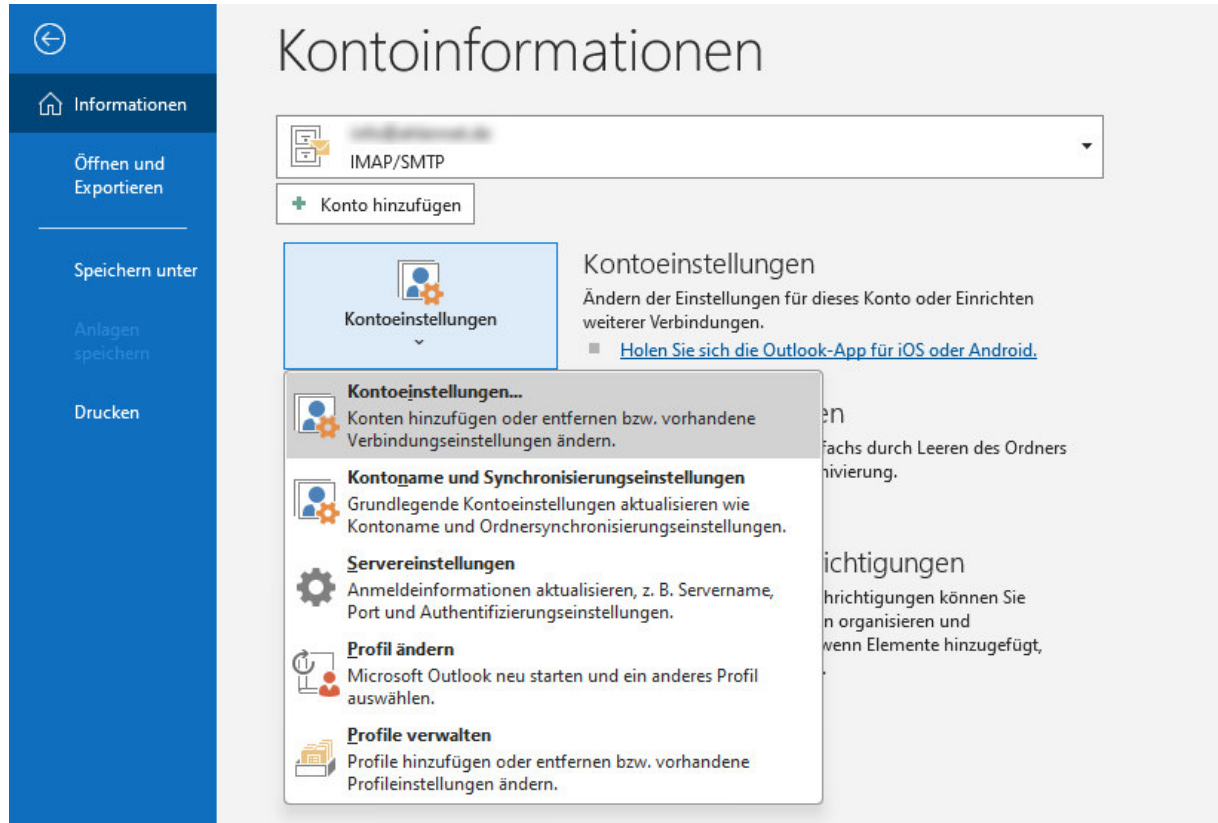 Kontoinformationen
Informationen
Öffnen und
Exportieren
Speichern unter
Anlagen
speichern
Drucken
IMAP/SMTP
Konto hinzufügen
Kontoeinstellungen
Kontoeinstellungen
Ändern der Einstellungen für dieses Konto oder Einrichten
weiterer Verbindungen.
Holen Sie sich die Outlook-App für iOS oder Android.
Kontoeinstellungen...
Konten hinzufügen oder entfernen bzw. vorhandene
Verbindungseinstellungen ändern.
Kontoname und Synchronisierungseinstellungen
Grundlegende Kontoeinstellungen aktualisieren wie
Kontoname und Ordnersynchronisierungseinstellungen.
Servereinstellungen
Anmeldeinformationen aktualisieren, z. B. Servername,
Port und Authentifizierungseinstellungen.
Profil ändern
Microsoft Outlook neu starten und ein anderes Profil
auswählen.
Profile verwalten
Profile hinzufügen oder entfernen bzw. vorhandene
Profileinstellungen ändern.
en
fachs durch Leeren des Ordners
hivierung.
ichtigungen
hrichtigungen können Sie
n organisieren und
wenn Elemente hinzugefügt,
.